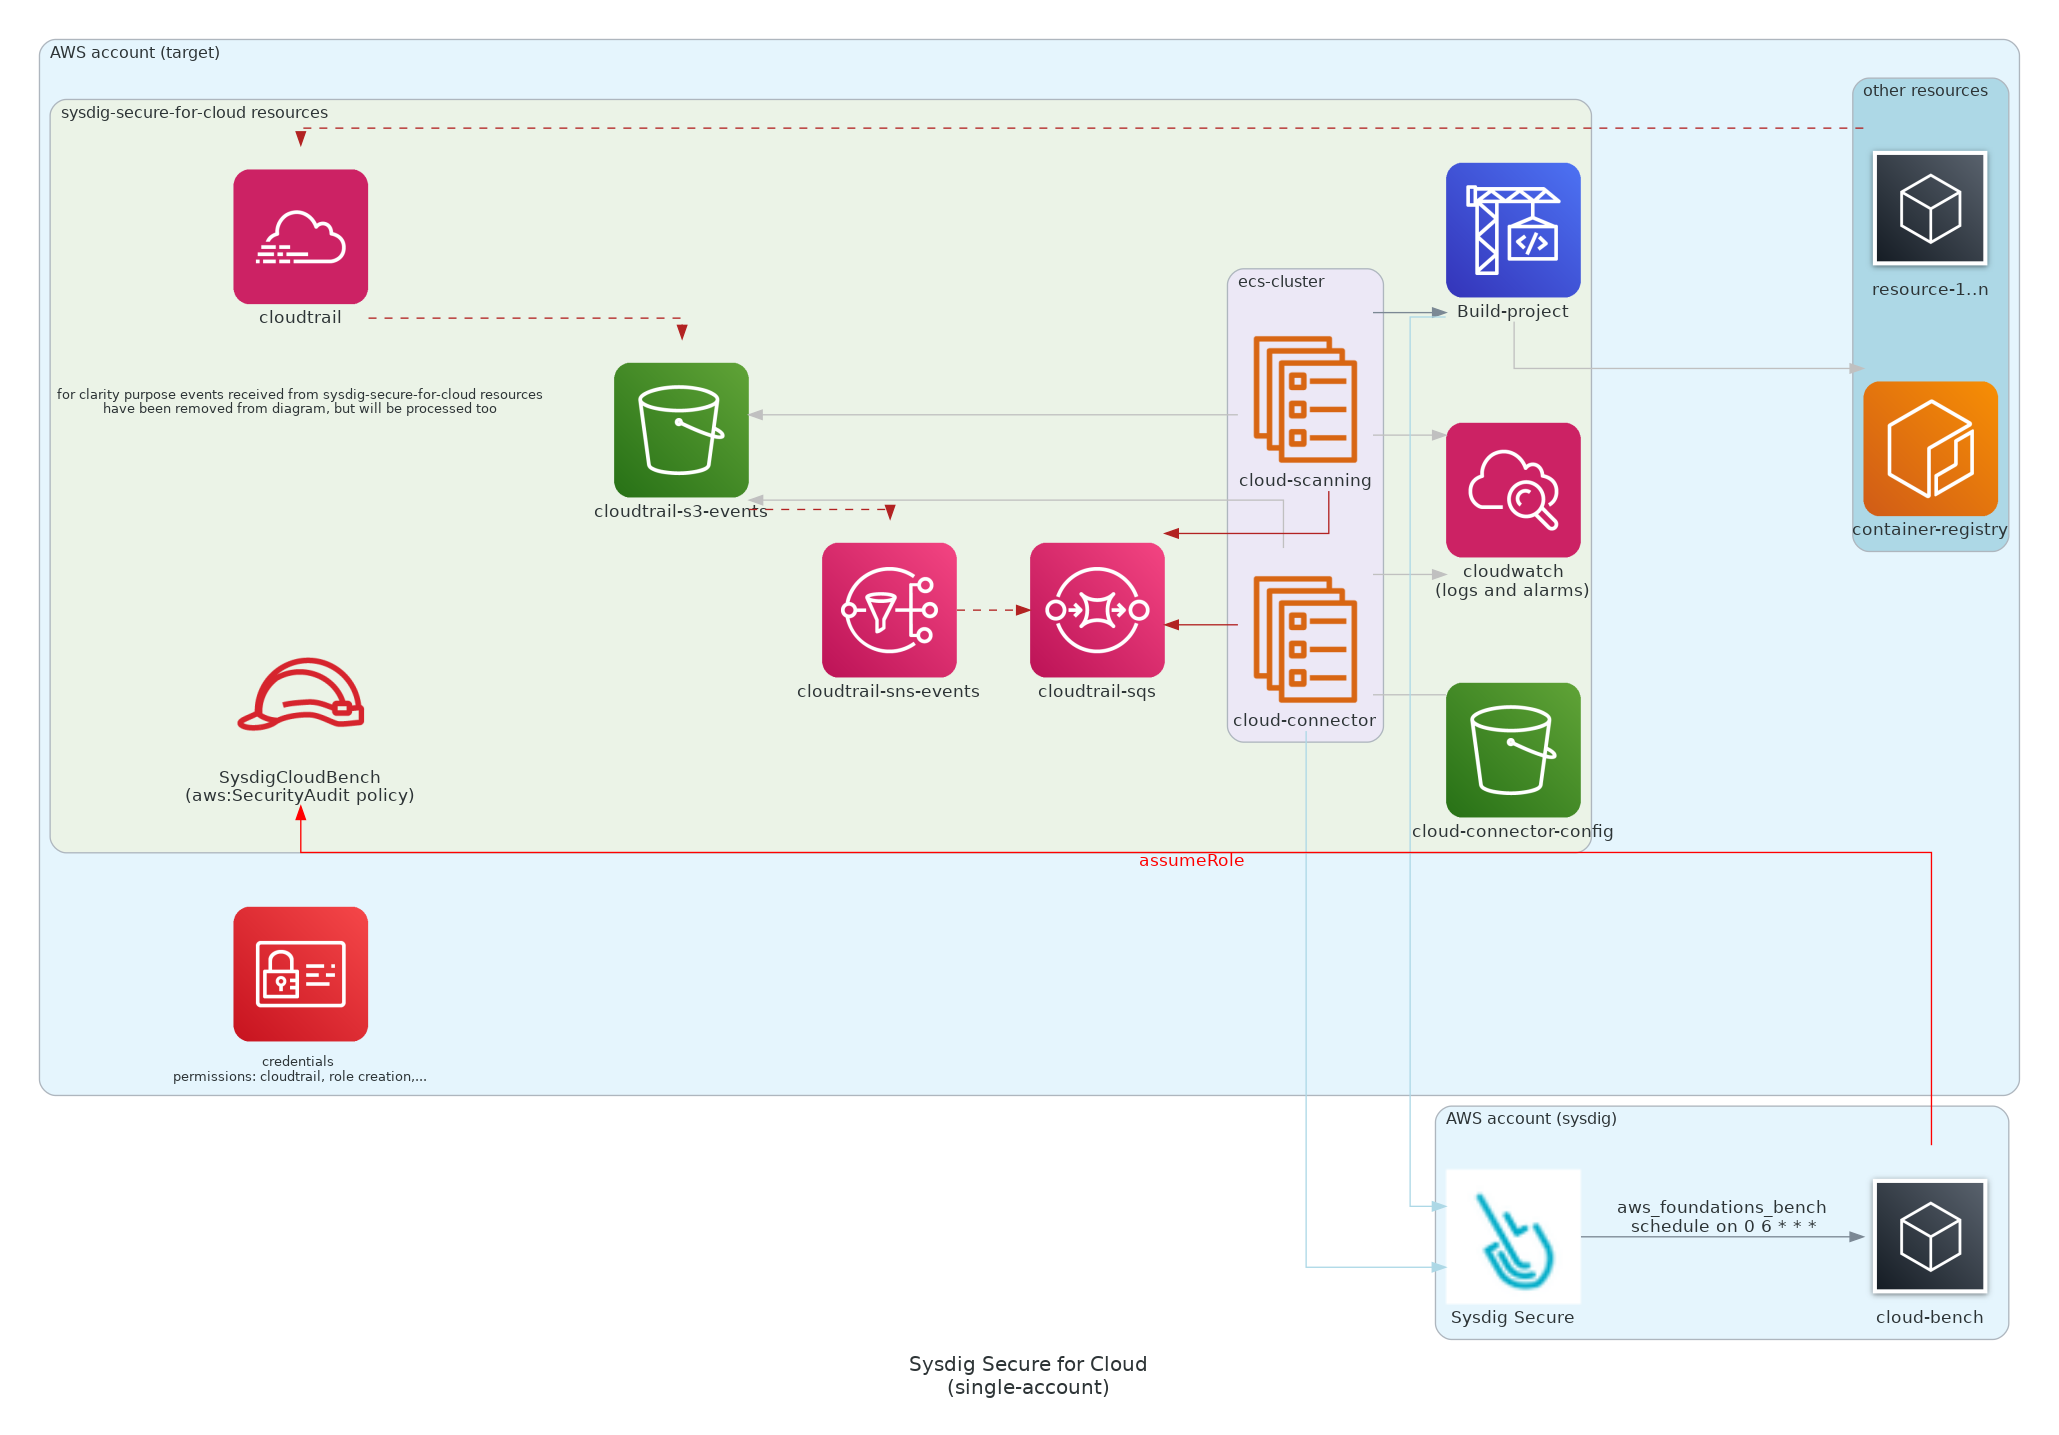 AWS account (target)
other resources
sysdig-secure-for-cloud resources
resource-1..n
ecs-cluster
Build-project
cloudtrail
for clarity purpose events received from sysdig-secure-for-cloud resources
have been removed from diagram, but will be processed too
cloud-scanning
cloudtrail-s3-events
container-registry
cloudwatch
(logs and alarms)
cloudtrail-sns-events
cloudtrail-sqs
cloud-connector
SysdigCloudBench
(aws:SecurityAudit policy)
cloud-connector-config
assumeRole
credentials
permissions: cloudtrail, role creation,...
AWS account (sysdig)
aws_foundations_bench
schedule on 0 6 * * *
Sysdig Secure
cloud-bench
Sysdig Secure for Cloud
(single-account)